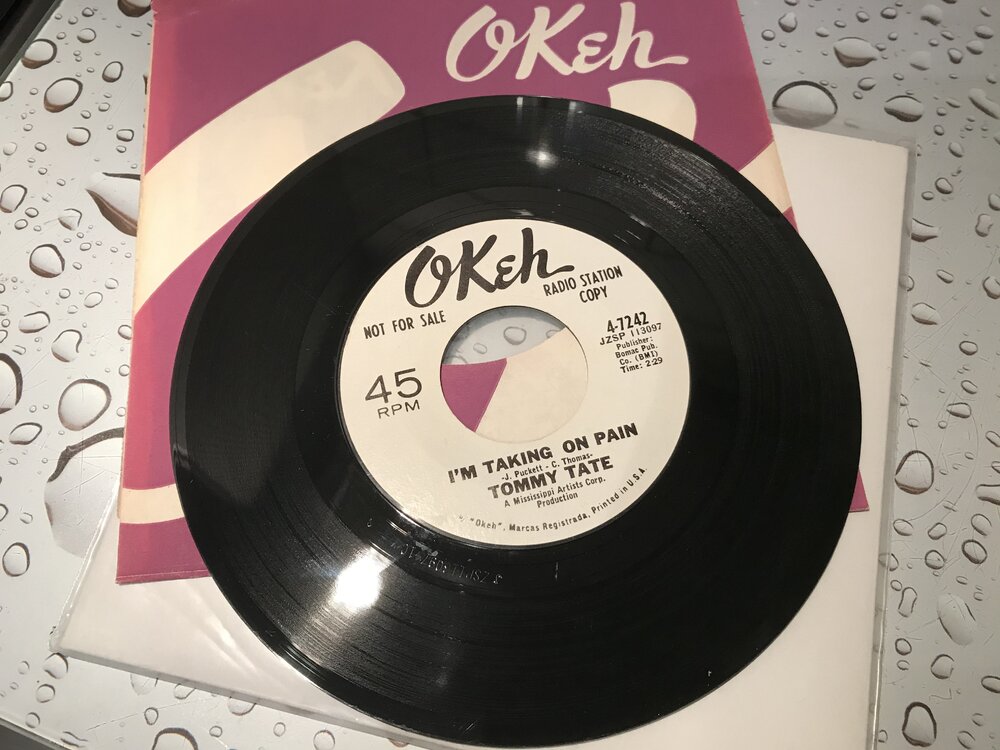 OKeh
OKeh
NOT FOR SALE
RADIO STATION
COPY
4-7242
JZSP 113097
Publisher:
Bomac Pub.
Co. (BMI)
Time: 2:29
45
RPM
I'M TAKING ON PAIN
-J. Puckett - C. Thomas-
TOMMY TATE
A Mississippi Artists Corp.
Production
"Okeh", Marcas Registrada. Printed in U.S.A.